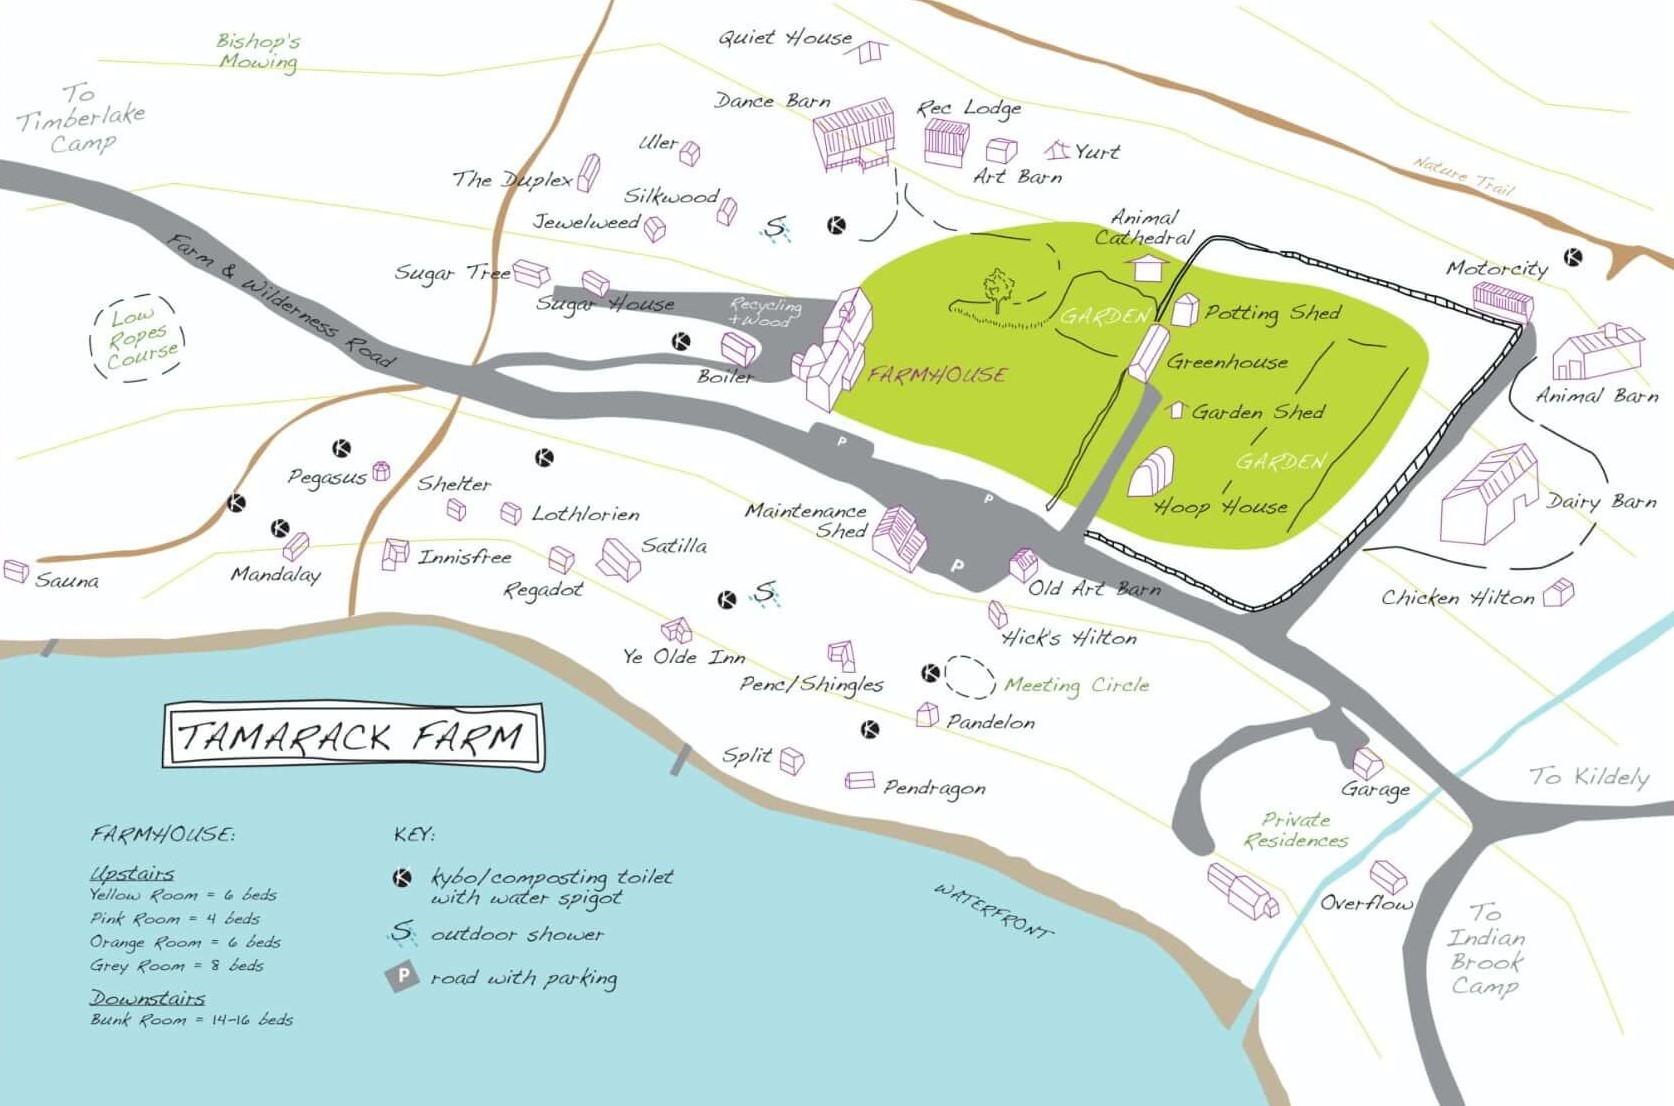 Bishop's
Mowing
Quiet House
To
Timberlake
Camp
Dance Barn
Rec Lodge
Uler
Art Barn
Yurt
Nature Trail
The Duplex
Silkwood
Jewelweed
S
K
Animal
Cathedral
K
Motorcity
Sugar Tree
Sugar House
Recycling
+ Wood
Farm & Wilderness Road
Low
Ropes
Course
GARDEN
Potting Shed
K
Boiler
FARMHOUSE
Greenhouse
Animal Barn
Garden Shed
P
GARDEN
K
Pegasus
K
Shelter
Lothlorien
K
K
Maintenance
Shed
P
Hoop House
Dairy Barn
Sauna
Mandalay
Innisfree
Satilla
Regadot
P
Old Art Barn
Chicken Hilton
K
S
Hick's Hilton
Ye Olde Inn
Penc/Shingles
K
Meeting Circle
Pandelon
TAMARACK FARM
K
Split
Pendragon
Garage
To Kildely
Private
Residences
Overflow
WATERFRONT
To
Indian
Brook
Camp
FARMHOUSE:
Upstairs
Yellow Room = 6 beds
Pink Room = 4 beds
Orange Room = 6 beds
Grey Room = 8 beds
Downstairs
Bunk Room = 14-16 beds
KEY:
K kybo/composting toilet
with water spigot
S outdoor shower
P road with parking